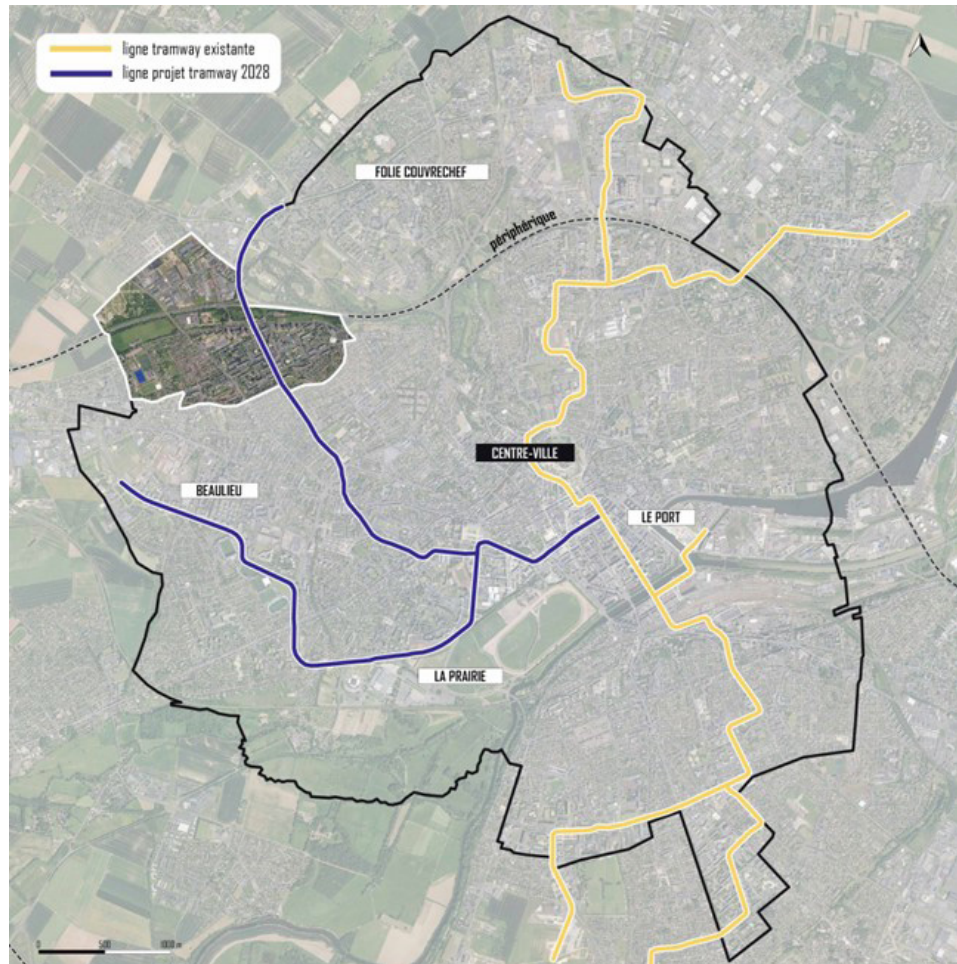 ligne tramway existante
ligne projet tramway 2028
FOLIE COUVRECHEF
périphérique
CENTRE-VILLE
BEAULIEU
LE PORT
LA PRAIRIE
0 500 1000 m